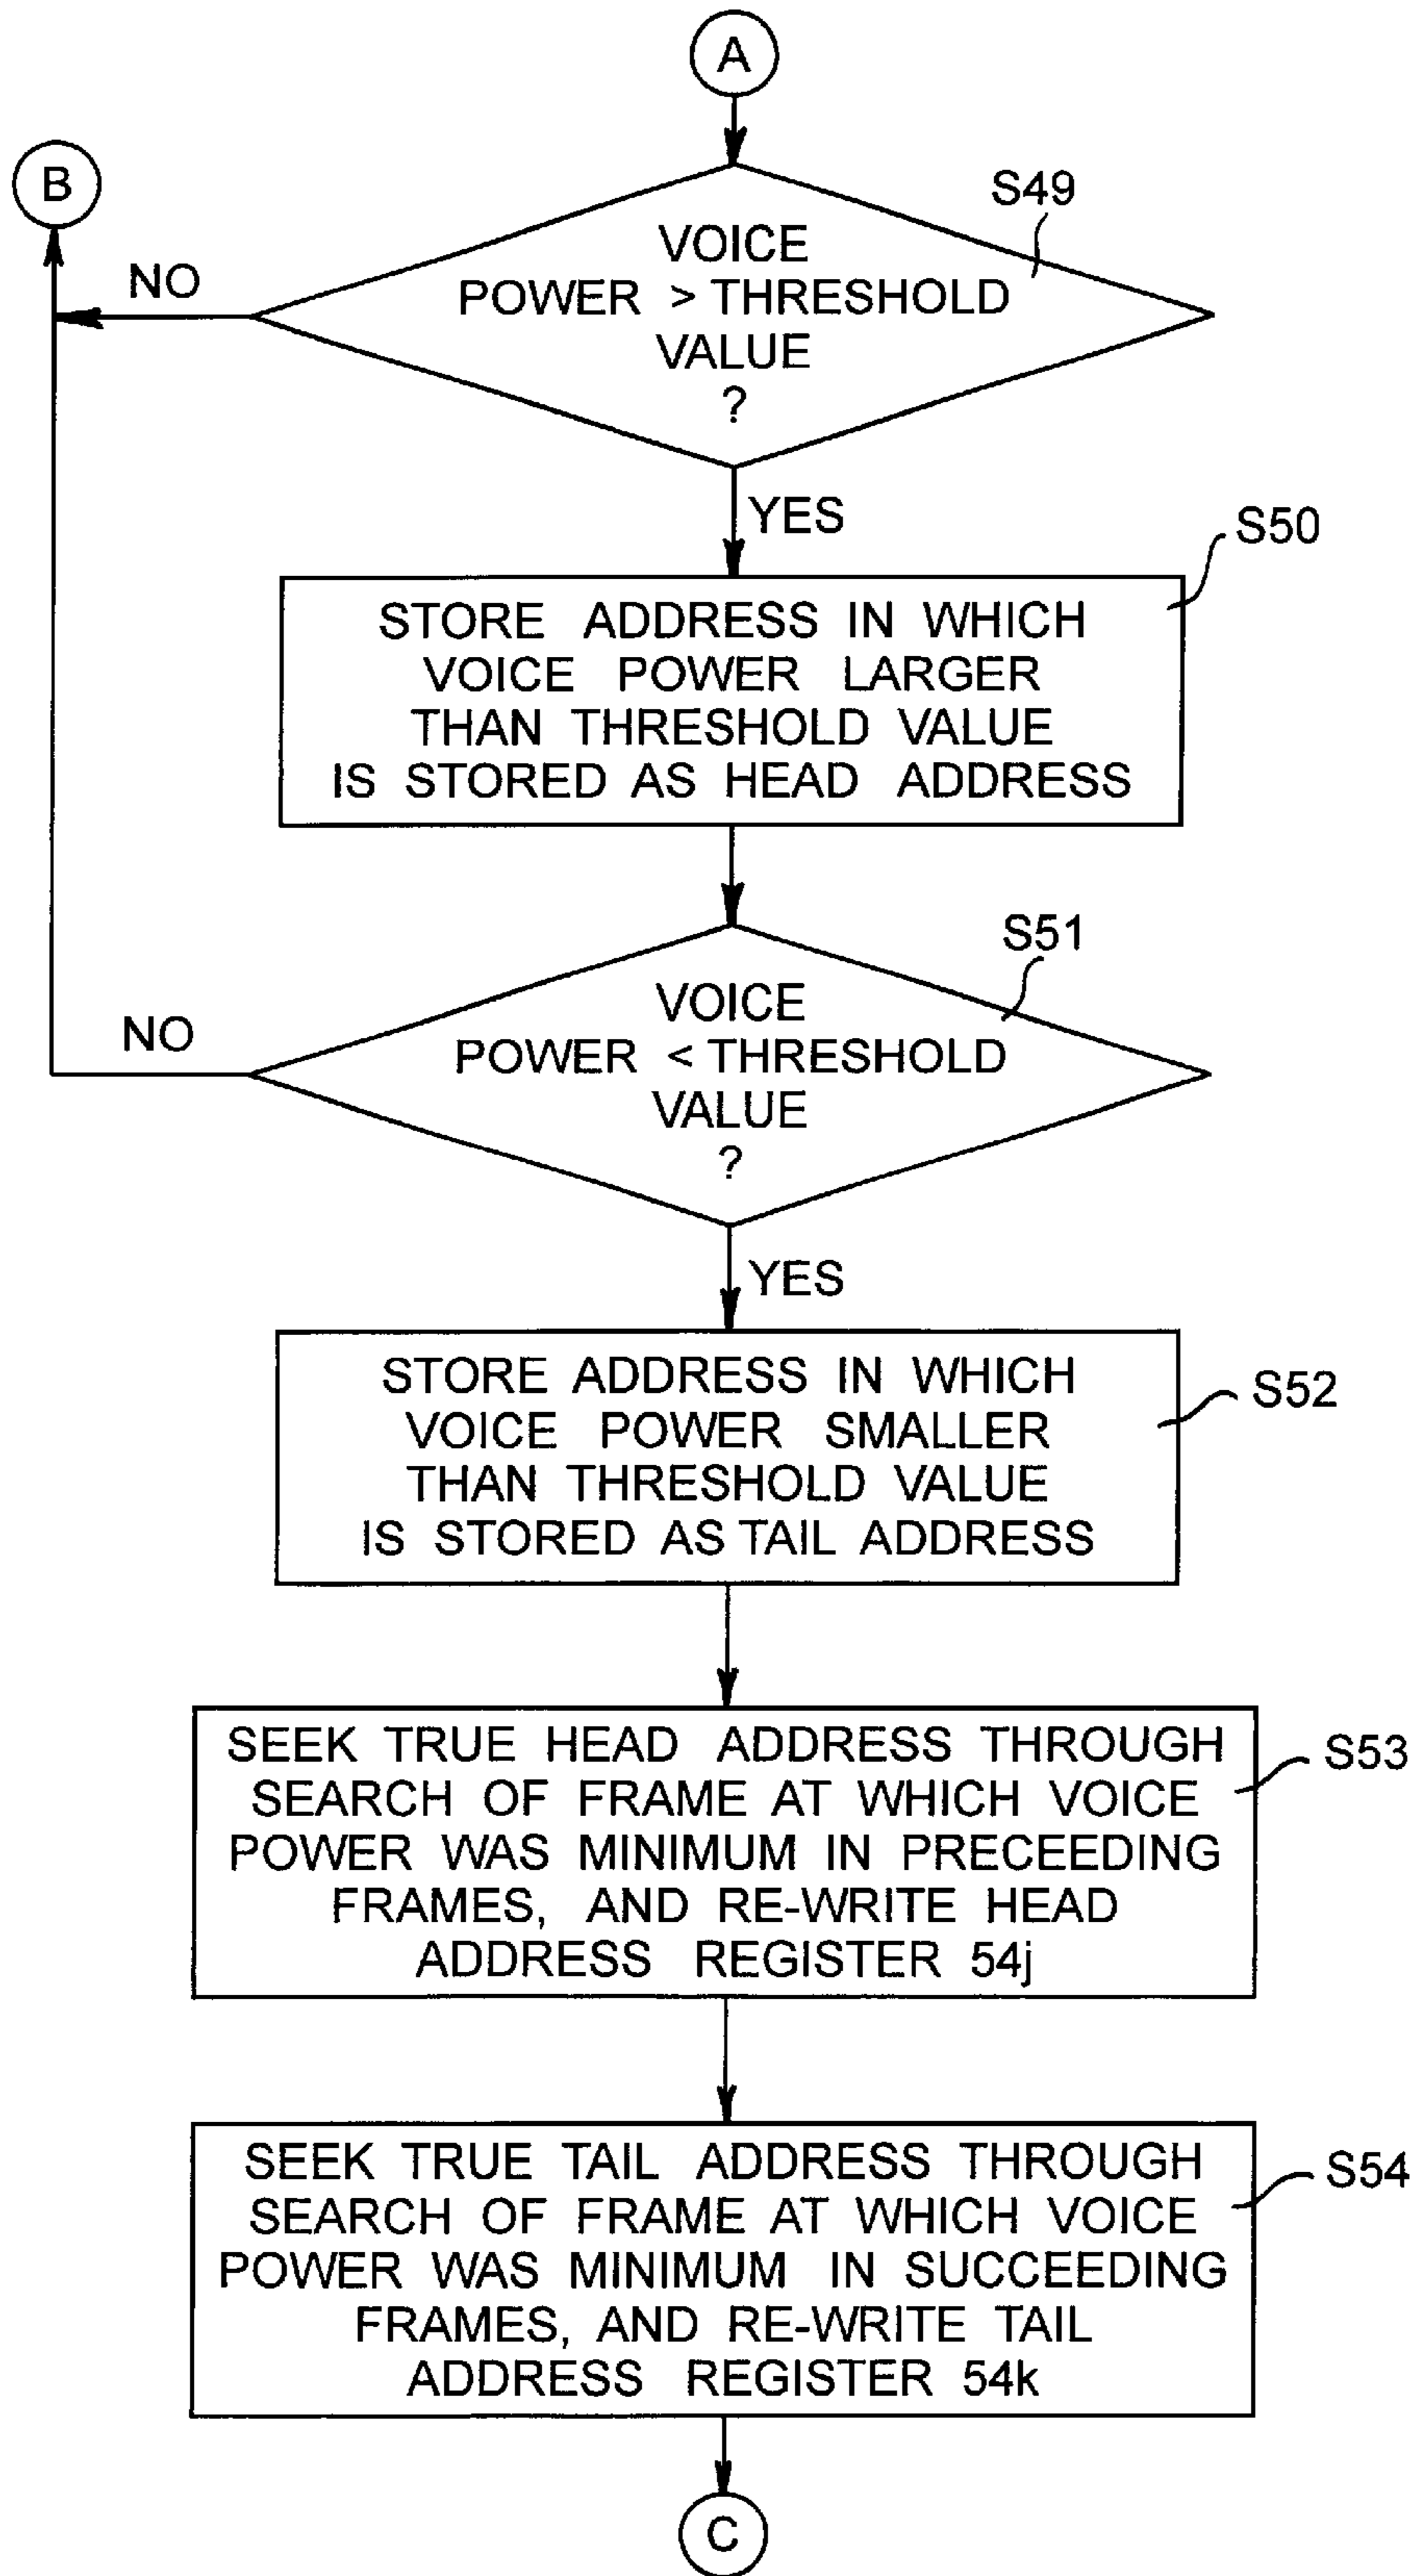 A
B
S49
VOICE
POWER > THRESHOLD
VALUE
?
NO
YES
S50
STORE ADDRESS IN WHICH
VOICE POWER LARGER
THAN THRESHOLD VALUE
IS STORED AS HEAD ADDRESS
S51
VOICE
POWER < THRESHOLD
VALUE
?
NO
YES
S52
STORE ADDRESS IN WHICH
VOICE POWER SMALLER
THAN THRESHOLD VALUE
IS STORED AS TAIL ADDRESS
S53
SEEK TRUE HEAD ADDRESS THROUGH
SEARCH OF FRAME AT WHICH VOICE
POWER WAS MINIMUM IN PRECEEDING
FRAMES, AND RE-WRITE HEAD
ADDRESS REGISTER 54j
S54
SEEK TRUE TAIL ADDRESS THROUGH
SEARCH OF FRAME AT WHICH VOICE
POWER WAS MINIMUM IN SUCCEEDING
FRAMES, AND RE-WRITE TAIL
ADDRESS REGISTER 54k
C